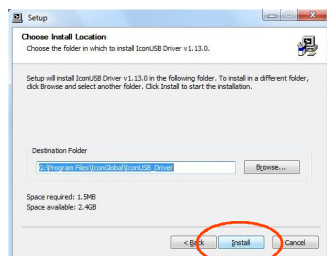 Setup
Choose Install Location
Choose the folder in which to install IconUSB Driver v1.13.0.
Setup will install IconUSB Driver v1.13.0 in the following folder. To install in a different folder,
click Browse and select another folder. Click Install to start the installation.
Destination Folder
G:\Program Files\IconGlobal\IconUSB_Driver
Browse...
Space required: 1.5MB
Space available: 2.4GB
< Back
Install
Cancel